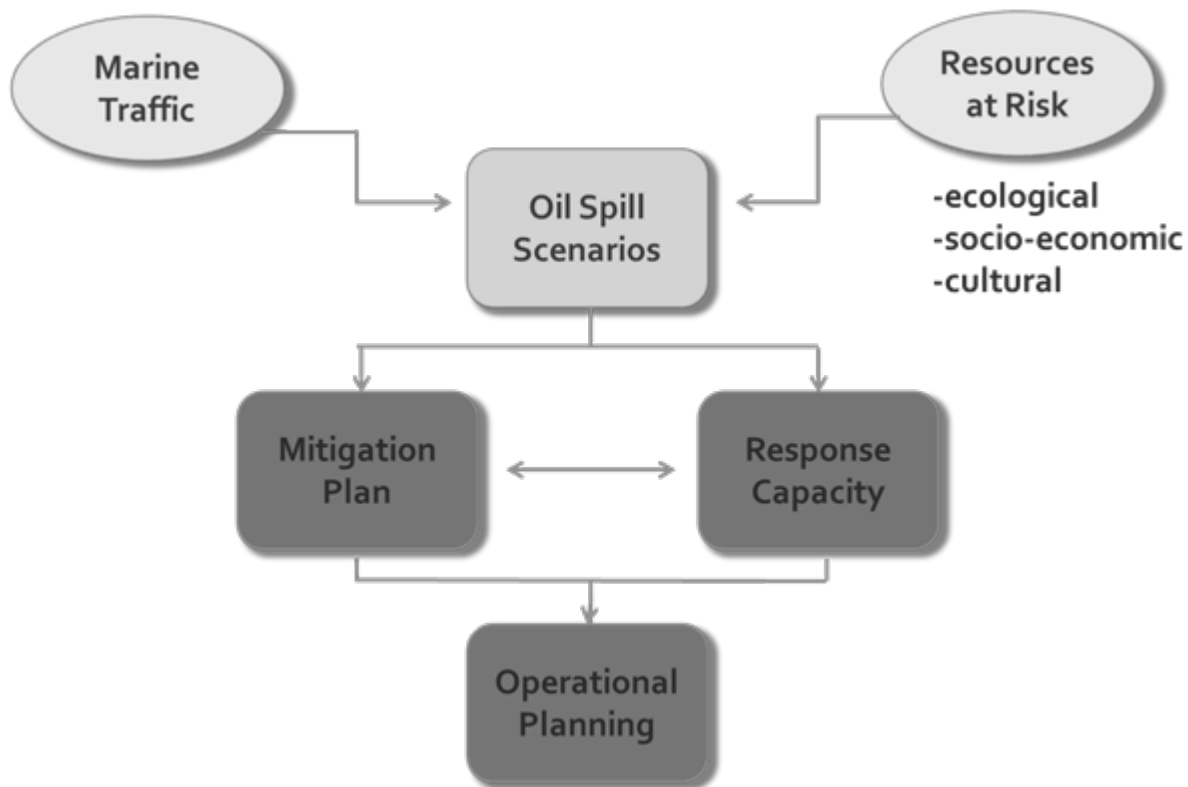 Marine
Traffic
Resources
at Risk
-ecological
-socio-economic
-cultural
Oil Spill
Scenarios
Mitigation
Plan
Response
Capacity
Operational
Planning